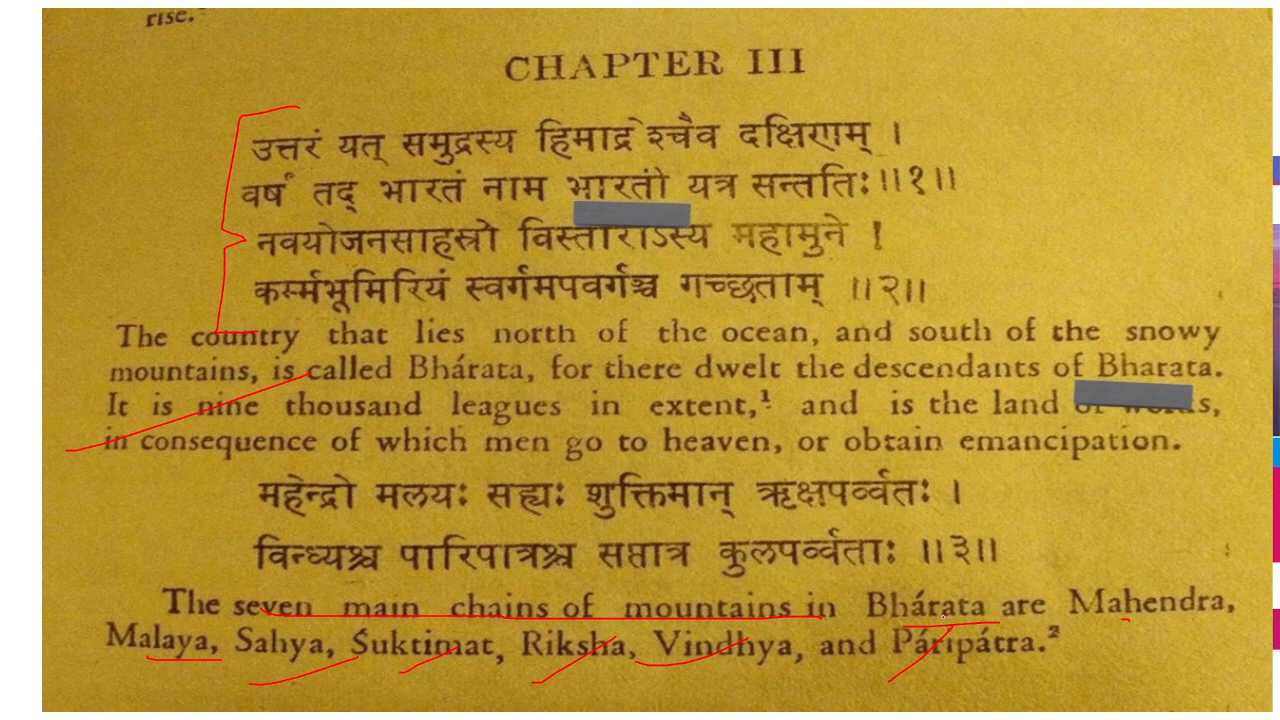 rise.
CHAPTER III
उत्तरं यत् समुद्रस्य हिमाद्रेश्चैव दक्षिणम् ।
वर्षं तद् भारतं नाम भारती यत्र सन्ततिः ॥१॥
नवयोजनसाहस्रो विस्ताराऽस्य महामुने !
कर्म्मभूमिरियं स्वर्गमपवर्गञ्च गच्छताम् ॥२॥
The country that lies north of the ocean, and south of the snowy
mountains, is called Bhárata, for there dwelt the descendants of Bharata.
It is nine thousand leagues in extent,¹ and is the land
in consequence of which men go to heaven, or obtain emancipation.
महेन्द्रो मलयः सह्यः शुक्तिमान् ऋक्षपर्व्वतः ।
विन्ध्यश्च पारिपात्रश्च सप्तात्र कुलपर्व्वताः ॥३॥
The seven main chains of mountains in Bhárata are Mahendra,
Malaya, Sahya, Śuktimat, Riksha, Vindhya, and Páripátra.²